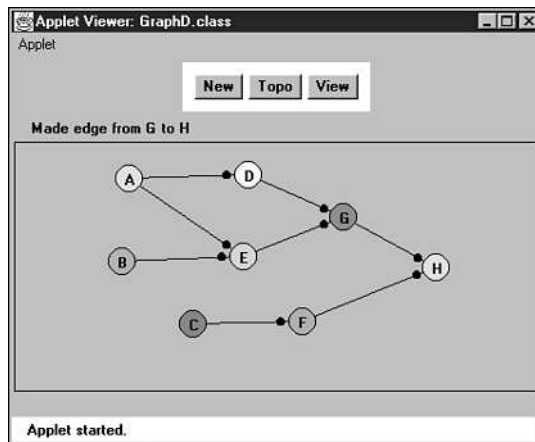 Applet Viewer: GraphD.class
Applet
New Topo View
Made edge from G to H
A D
G
B E H
C F
Applet started.